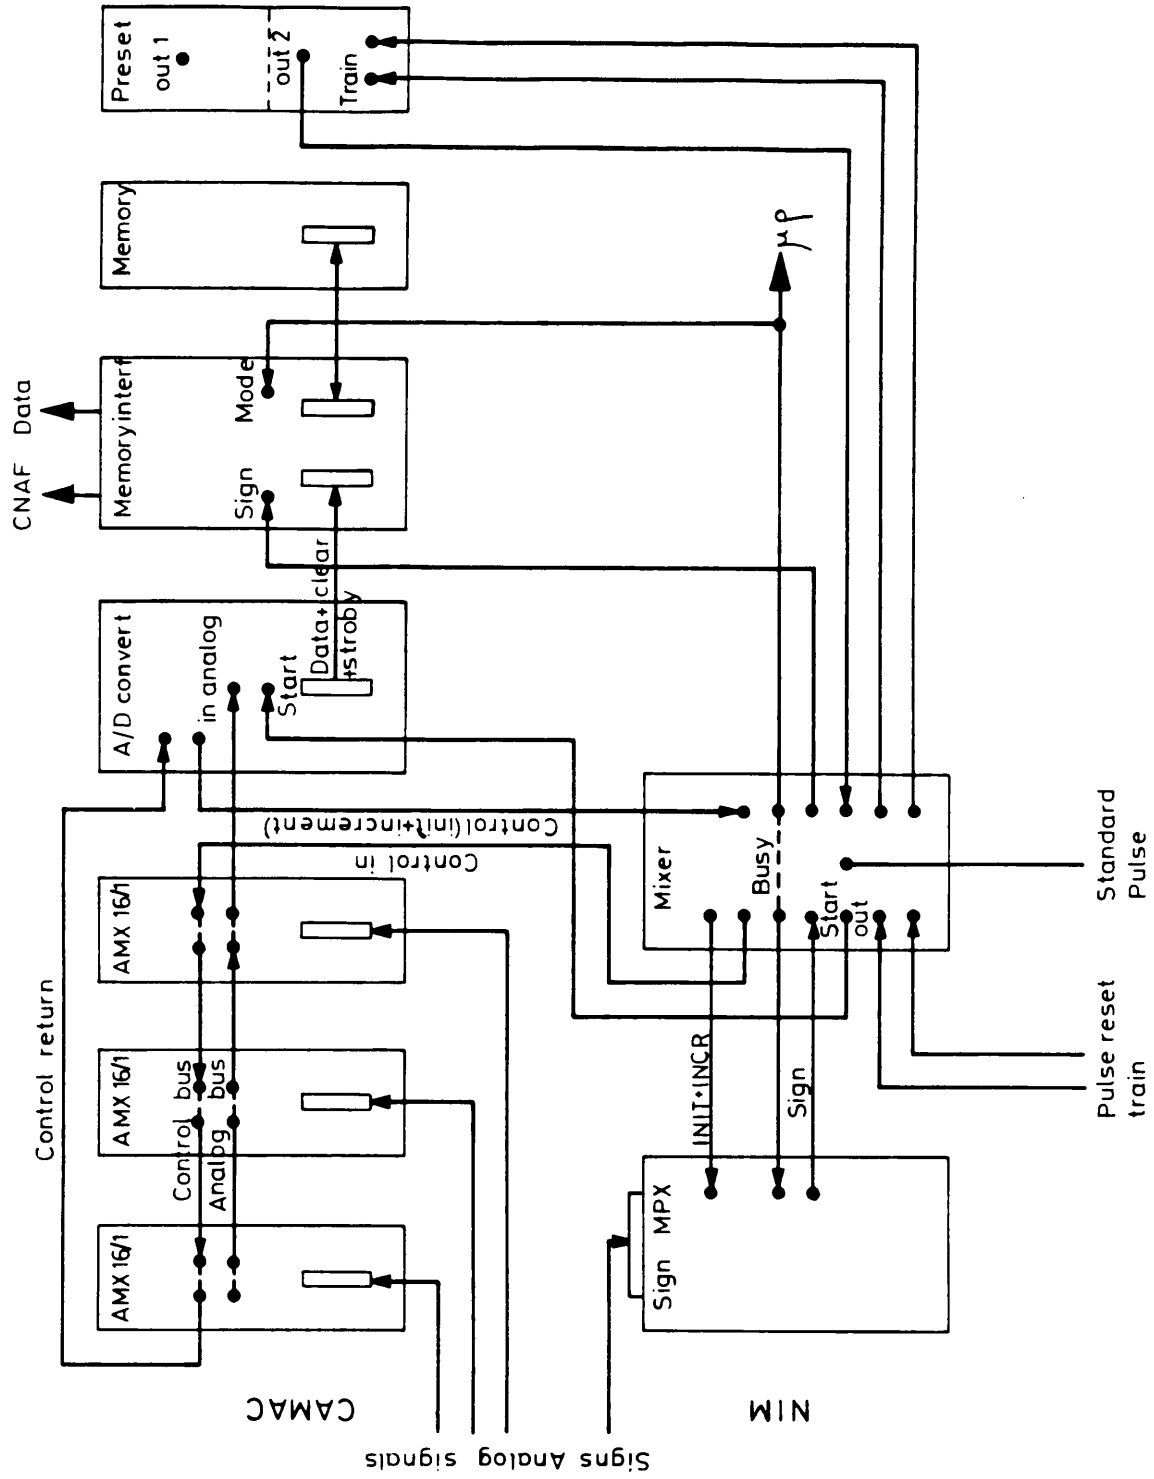 Control return
CAMAC
AMX 16/1
AMX 16/1
AMX 16/1
Control bus
Analog bus
A/D convert
in analog
Start
Data + clear
+stroby
CNAF Data
Memory interf
Sign
Mode
Memory
Preset
out 1
out 2
Train
Control in
Control(init+increment)
µP
Signs Analog signals
NIM
Sign MPX
INIT+INCR
Sign
Mixer
Busy
Start
out
Pulse reset
train
Standard
Pulse